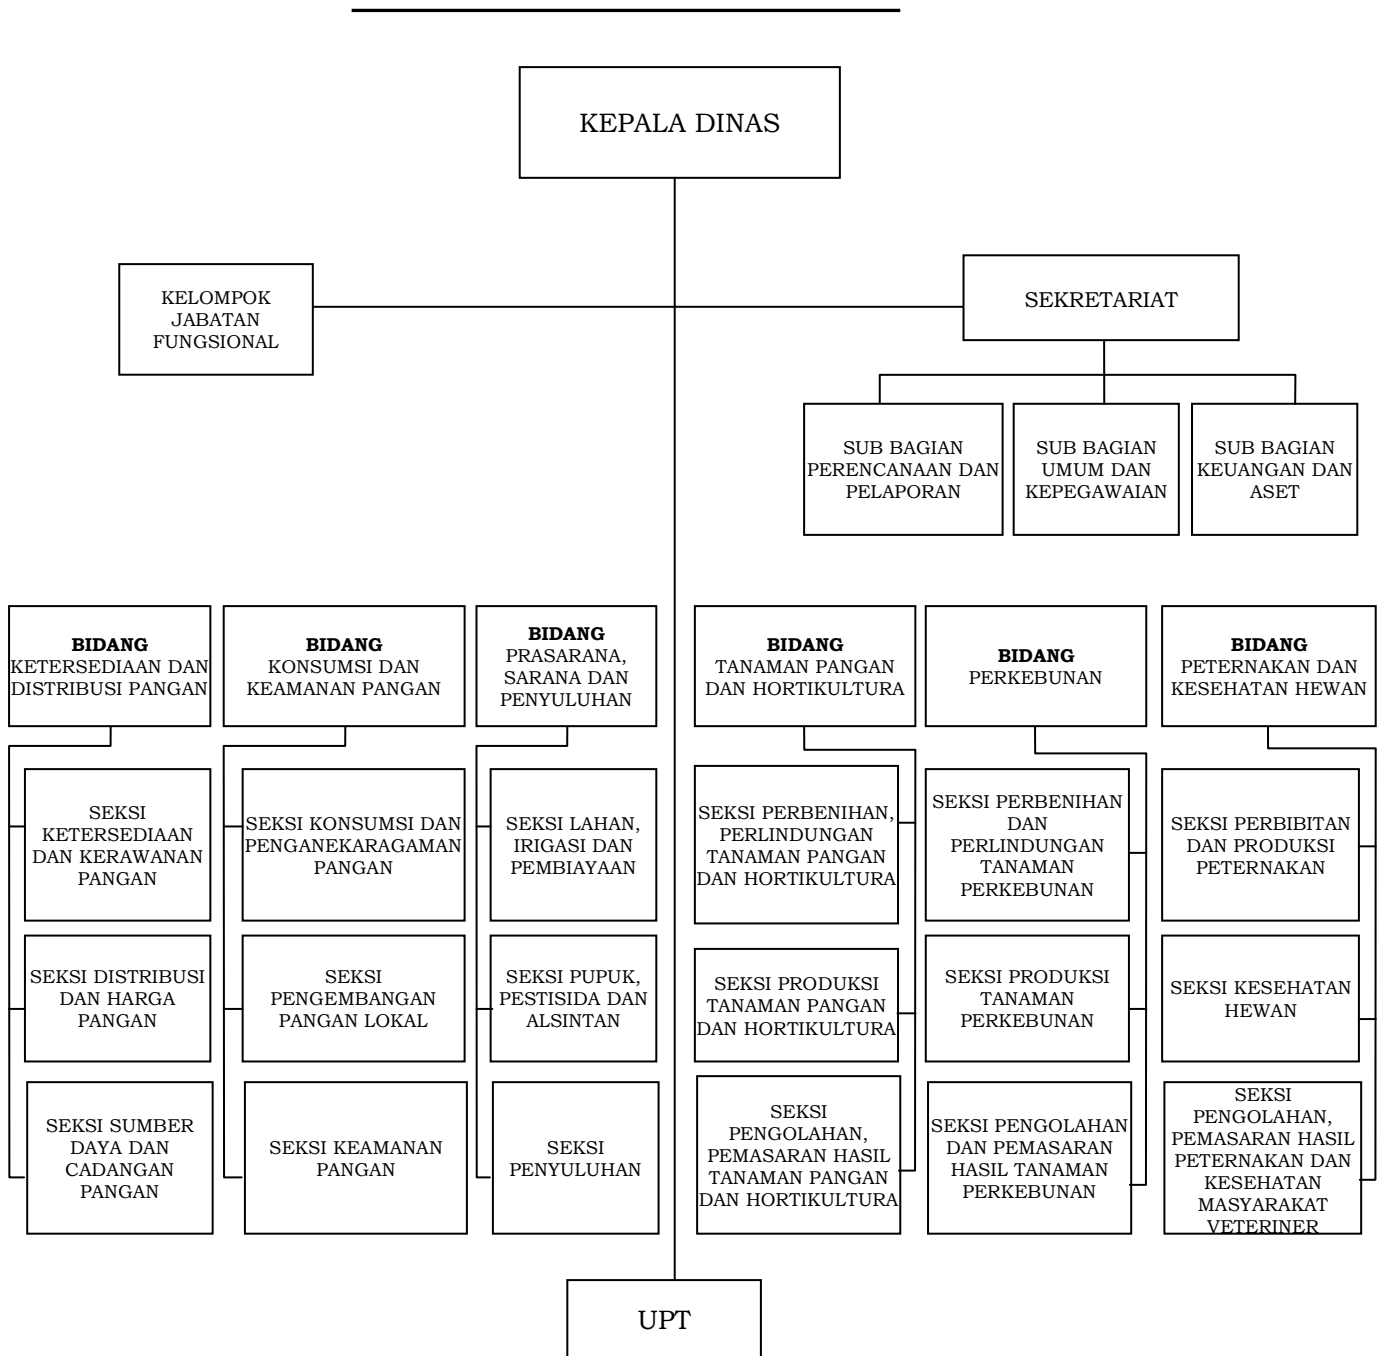 KEPALA DINAS
KELOMPOK
JABATAN
FUNGSIONAL
SEKRETARIAT
SUB BAGIAN
PERENCANAAN DAN
PELAPORAN
SUB BAGIAN
UMUM DAN
KEPEGAWAIAN
SUB BAGIAN
KEUANGAN DAN
ASET
BIDANG
KETERSEDIAAN DAN
DISTRIBUSI PANGAN
BIDANG
KONSUMSI DAN
KEAMANAN PANGAN
BIDANG
PRASARANA,
SARANA DAN
PENYULUHAN
BIDANG
TANAMAN PANGAN
DAN HORTIKULTURA
BIDANG
PERKEBUNAN
BIDANG
PETERNAKAN DAN
KESEHATAN HEWAN
SEKSI
KETERSEDIAAN
DAN KERAWANAN
PANGAN
SEKSI KONSUMSI DAN
PENGANEKARAGAMAN
PANGAN
SEKSI LAHAN,
IRIGASI DAN
PEMBIAYAAN
SEKSI PERBENIHAN,
PERLINDUNGAN
TANAMAN PANGAN
DAN HORTIKULTURA
SEKSI PERBENIHAN
DAN
PERLINDUNGAN
TANAMAN
PERKEBUNAN
SEKSI PERBIBITAN
DAN PRODUKSI
PETERNAKAN
SEKSI DISTRIBUSI
DAN HARGA
PANGAN
SEKSI
PENGEMBANGAN
PANGAN LOKAL
SEKSI PUPUK,
PESTISIDA DAN
ALSINTAN
SEKSI PRODUKSI
TANAMAN PANGAN
DAN HORTIKULTURA
SEKSI PRODUKSI
TANAMAN
PERKEBUNAN
SEKSI KESEHATAN
HEWAN
SEKSI SUMBER
DAYA DAN
CADANGAN
PANGAN
SEKSI KEAMANAN
PANGAN
SEKSI
PENYULUHAN
SEKSI
PENGOLAHAN,
PEMASARAN HASIL
TANAMAN PANGAN
DAN HORTIKULTURA
SEKSI PENGOLAHAN
DAN PEMASARAN
HASIL TANAMAN
PERKEBUNAN
SEKSI
PENGOLAHAN,
PEMASARAN HASIL
PETERNAKAN DAN
KESEHATAN
MASYARAKAT
VETERINER
UPT